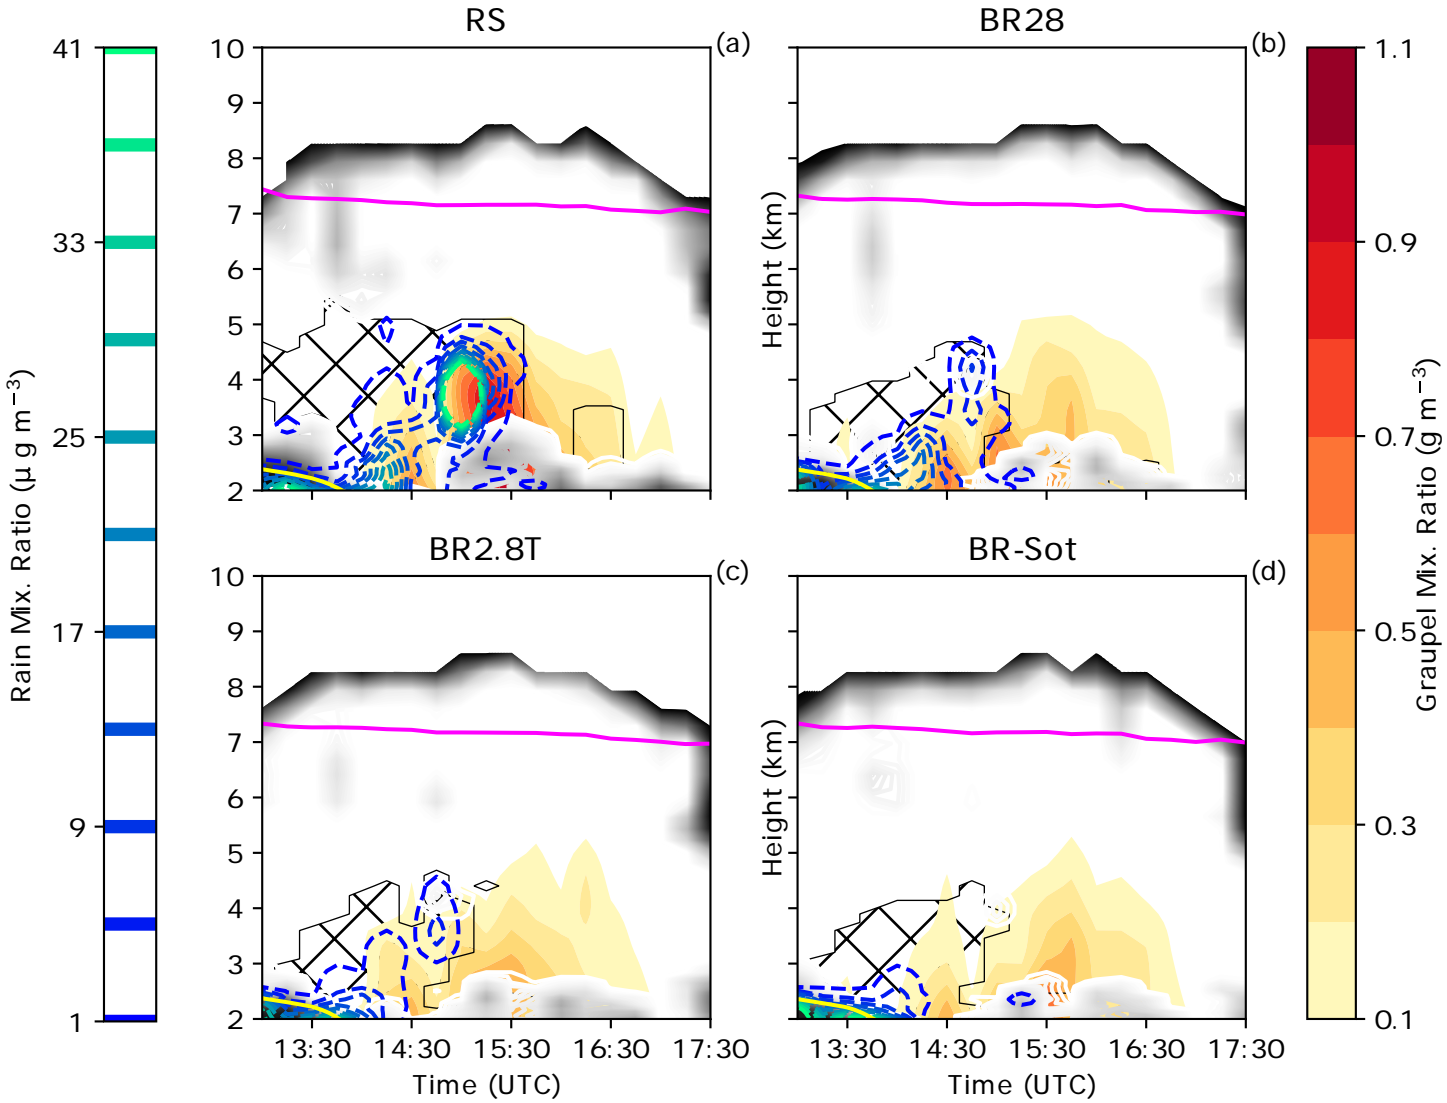 RS
(a)
BR28
(b)
41
33
25
17
9
1
Rain Mix. Ratio (μ g m⁻³)
10
9
8
7
6
5
4
3
2
Height (km)
1.1
0.9
0.7
0.5
0.3
0.1
Graupel Mix. Ratio (g m⁻³)
BR2.8T
(c)
BR-Sot
(d)
10
9
8
7
6
5
4
3
2
Height (km)
13:30 14:30 15:30 16:30 17:30
13:30 14:30 15:30 16:30 17:30
Time (UTC)
Time (UTC)